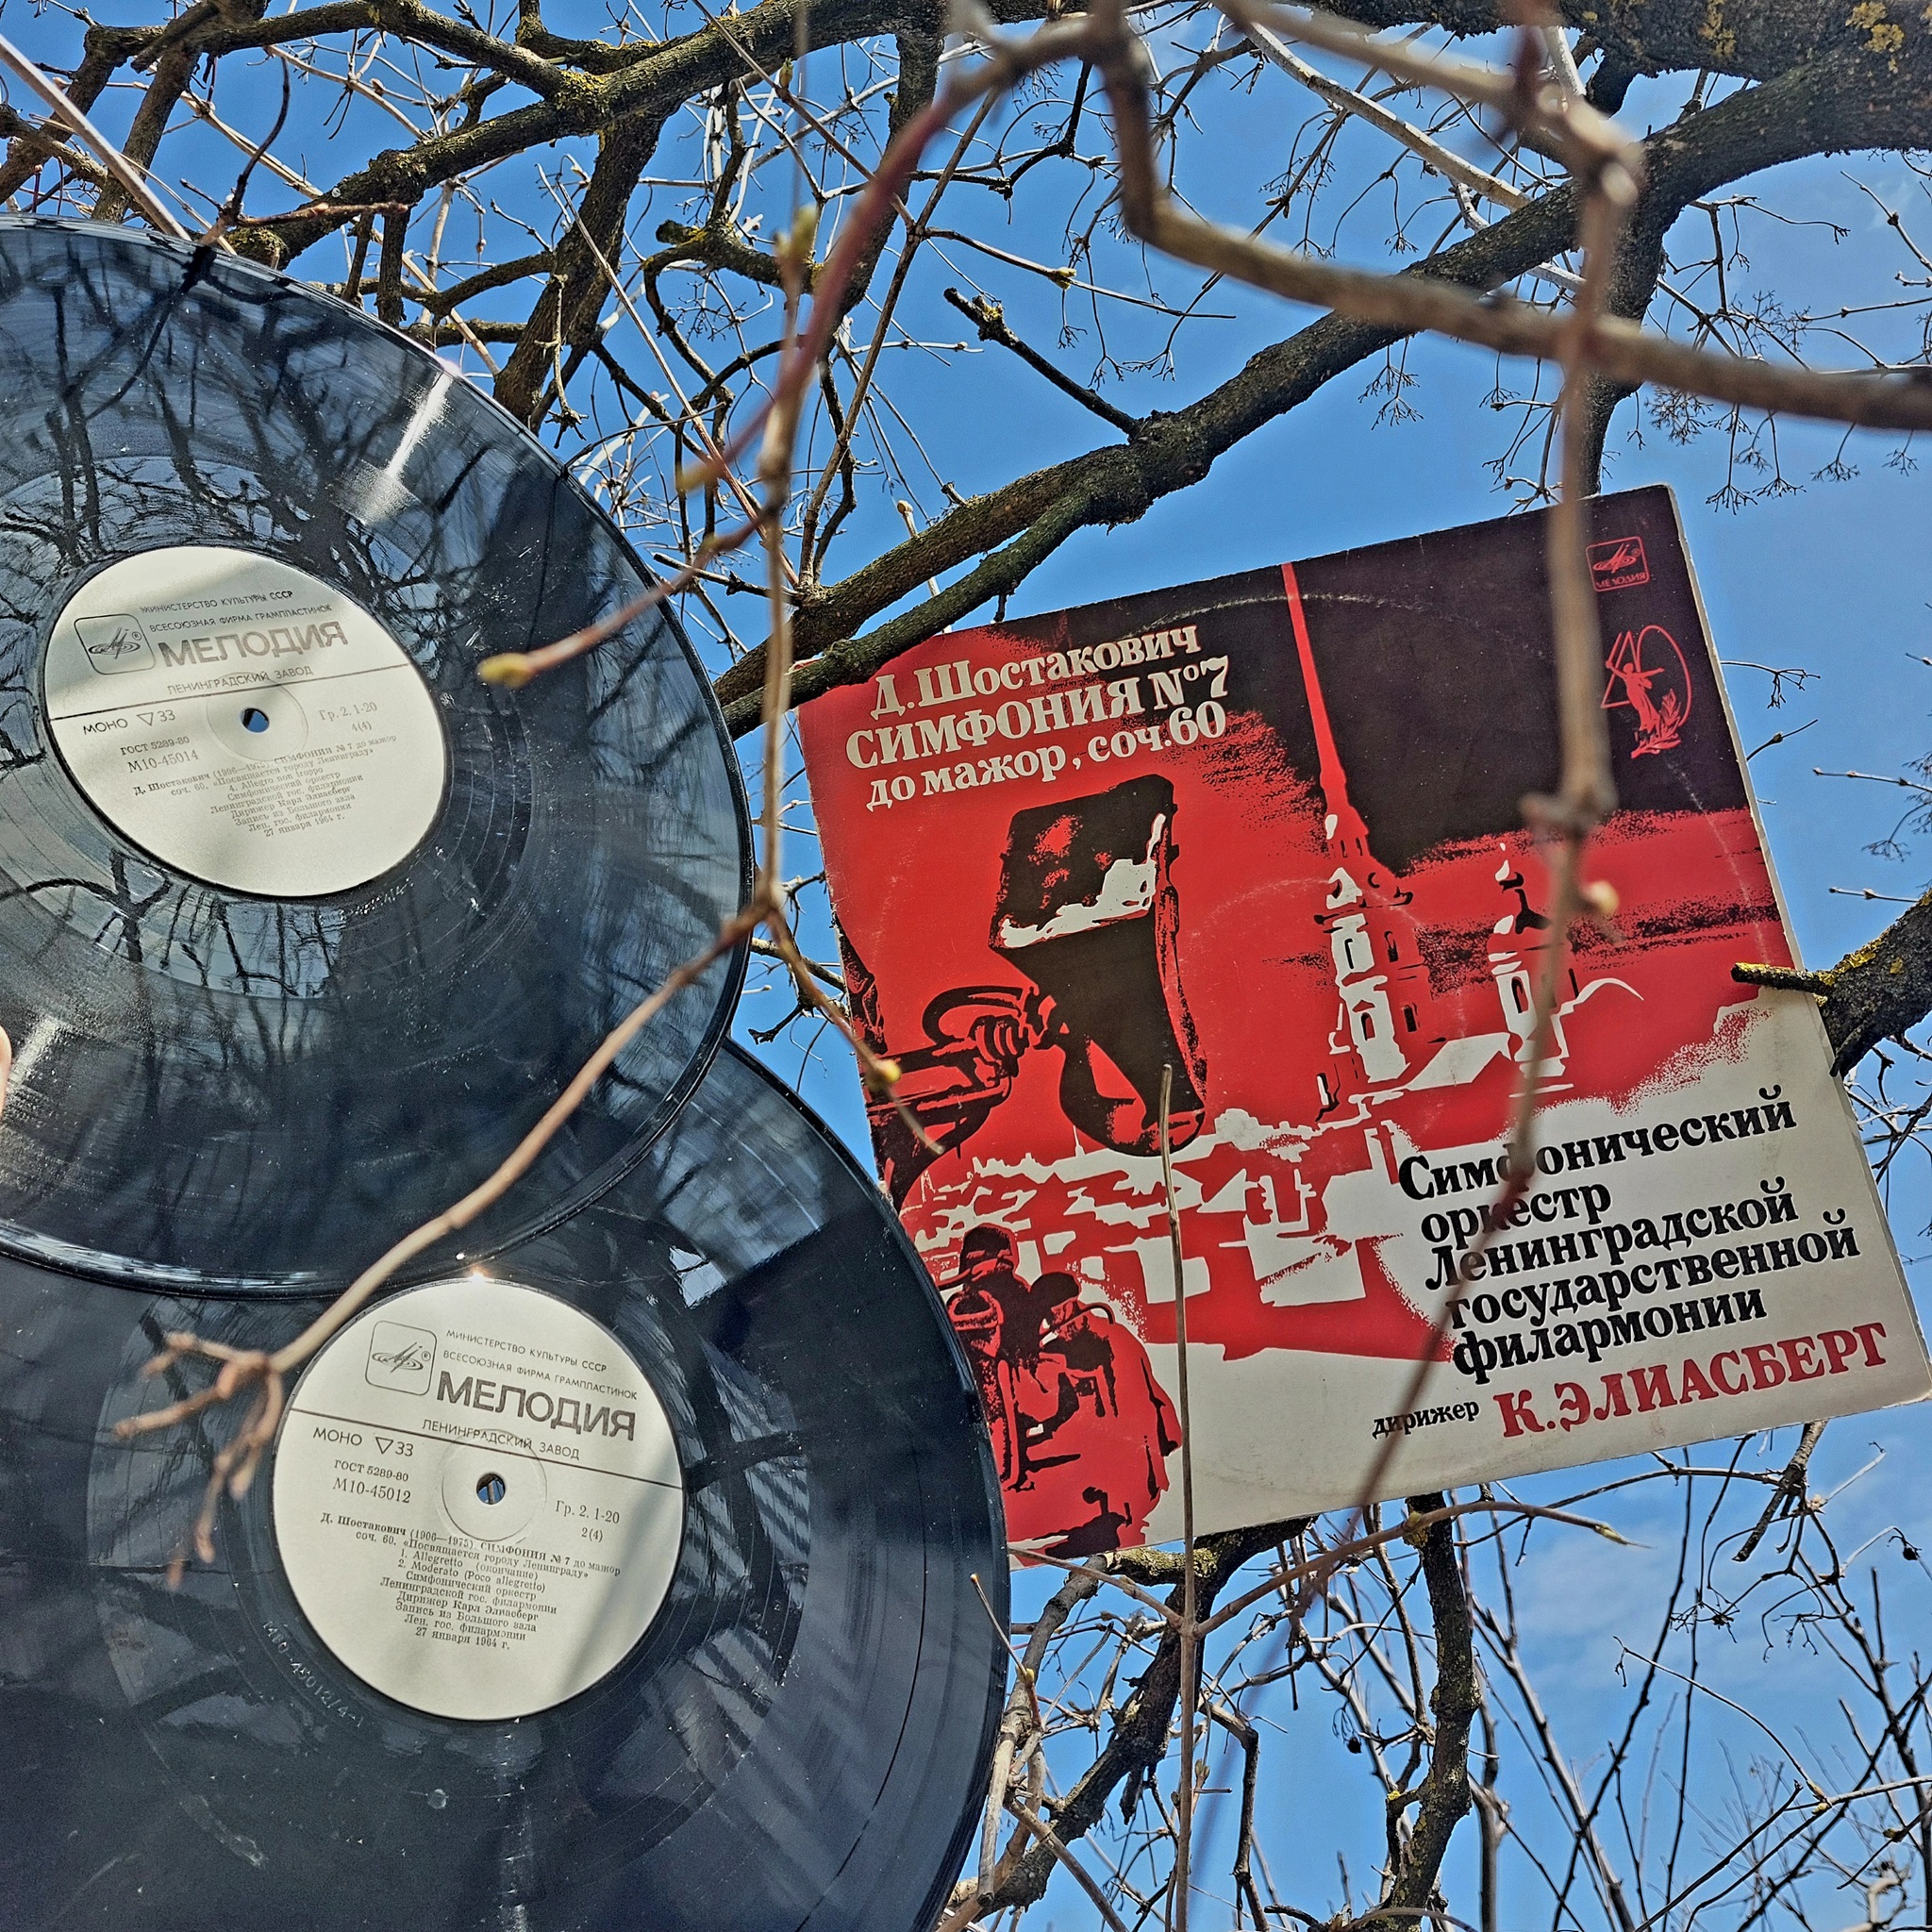 МИНИСТЕРСТВО КУЛЬТУРЫ СССР
ВСЕСОЮЗНАЯ ФИРМА ГРАМПЛАСТИНОК
МЕЛОДИЯ
ЛЕНИНГРАДСКИЙ ЗАВОД
МОНО 33
ГОСТ 5289-80
М10-45014
Гр. 2. 1-20
4(4)
Д. Шостакович (1906—1975). СИМФОНИЯ № 7 до мажор
соч. 60, «Посвящается городу Ленинграду»
4. Allegro non troppo
Симфонический оркестр
Ленинградской гос. филармонии
Дирижер Карл Элиасберг
Запись из Большого зала
Лен. гос. филармонии
27 января 1964 г.
МИНИСТЕРСТВО КУЛЬТУРЫ СССР
ВСЕСОЮЗНАЯ ФИРМА ГРАМПЛАСТИНОК
МЕЛОДИЯ
ЛЕНИНГРАДСКИЙ ЗАВОД
МОНО 33
ГОСТ 5289-80
М10-45012
Гр. 2. 1-20
2(4)
Д. Шостакович (1906—1975). СИМФОНИЯ № 7 до мажор
соч. 60, «Посвящается городу Ленинграду»
1. Allegretto (окончание)
2. Moderato (Poco allegretto)
Симфонический оркестр
Ленинградской гос. филармонии
Дирижер Карл Элиасберг
Запись из Большого зала
Лен. гос. филармонии
27 января 1964 г.
МЕЛОДИЯ
Д.Шостакович
СИМФОНИЯ №7
до мажор, соч.60
Симфонический
оркестр
Ленинградской
государственной
филармонии
дирижер К.ЭЛИАСБЕРГ